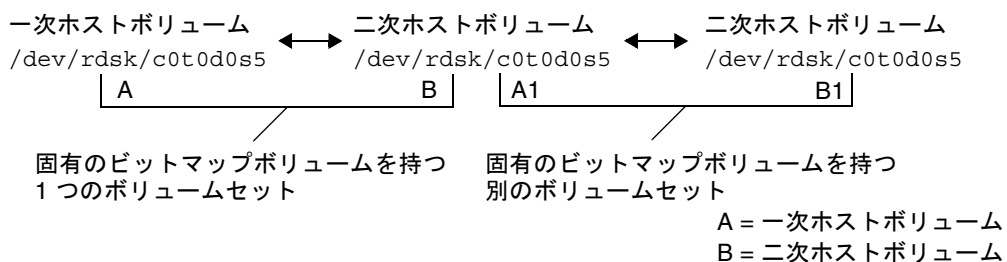 一次ホストボリューム 二次ホストボリューム 二次ホストボリューム
/dev/rdsk/c0t0d0s5 /dev/rdsk/c0t0d0s5 /dev/rdsk/c0t0d0s5
A B A1 B1
固有のビットマップボリュームを持つ
1 つのボリュームセット
固有のビットマップボリュームを持つ
別のボリュームセット
A = 一次ホストボリューム
B = 二次ホストボリューム